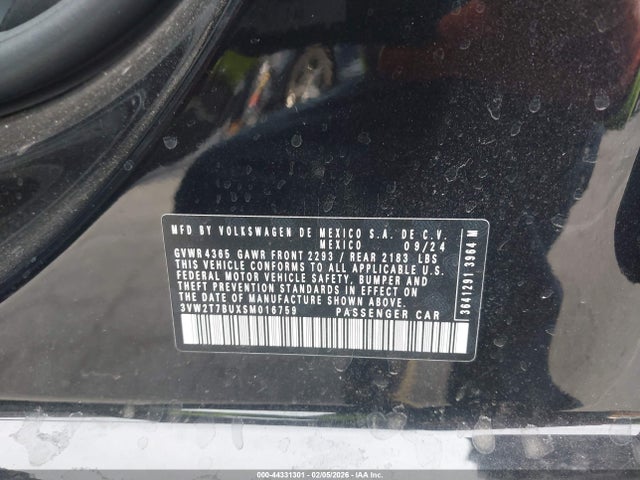 MFD BY VOLKSWAGEN DE MEXICO S.A. DE C.V.
MEXICO 09/24
GVWR 4365 GAWR FRONT 2293 / REAR 2183 LBS
THIS VEHICLE CONFORMS TO ALL APPLICABLE U.S.
FEDERAL MOTOR VEHICLE SAFETY, BUMPER AND
THEFT PREVENTION STANDARDS IN EFFECT ON
THE DATE OF MANUFACTURE SHOWN ABOVE.
3VW2T7BUXSM016759 PASSENGER CAR
3641291 3964 M
000-44331301 - 02/05/2026 - ©IAA, Inc.